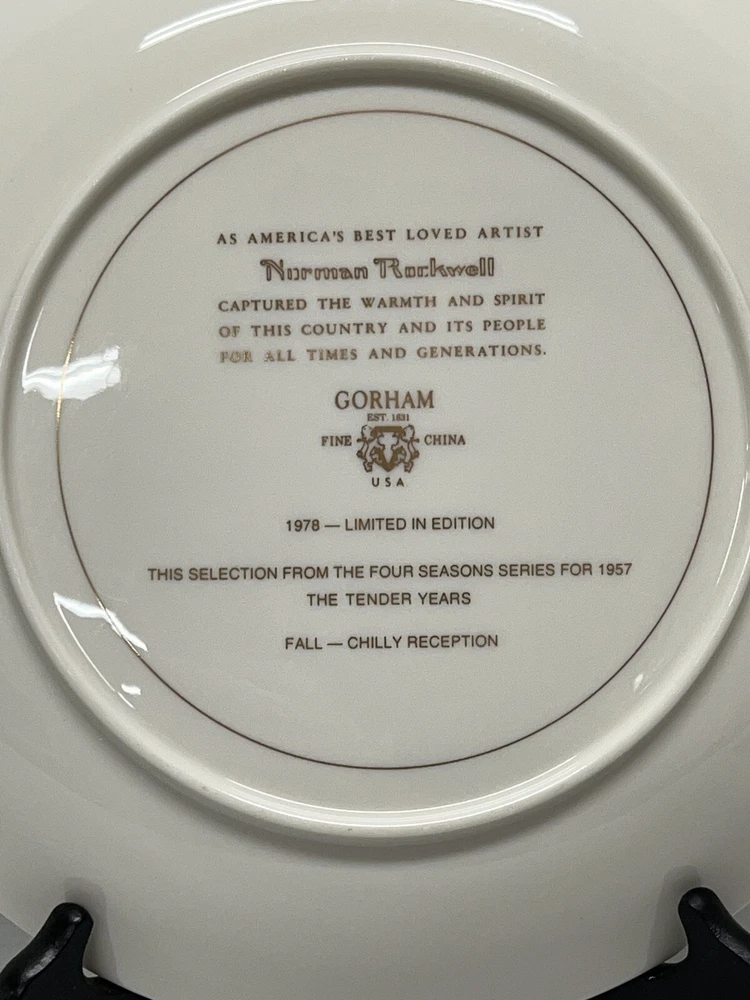 AS AMERICA'S BEST LOVED ARTIST
Norman Rockwell
CAPTURED THE WARMTH AND SPIRIT
OF THIS COUNTRY AND ITS PEOPLE
FOR ALL TIMES AND GENERATIONS.
GORHAM
EST. 1831
FINE CHINA
USA
1978 — LIMITED IN EDITION
THIS SELECTION FROM THE FOUR SEASONS SERIES FOR 1957
THE TENDER YEARS
FALL — CHILLY RECEPTION